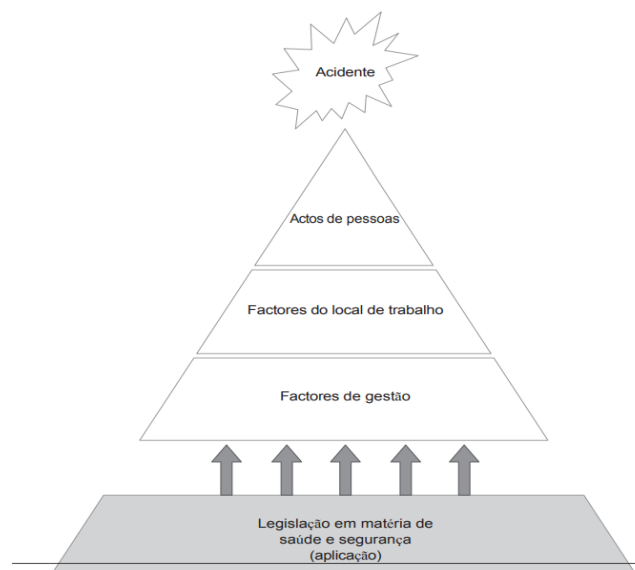 Acidente
Actos de pessoas
Factores do local de trabalho
Factores de gestão
Legislação em matéria de
saúde e segurança
(aplicação)